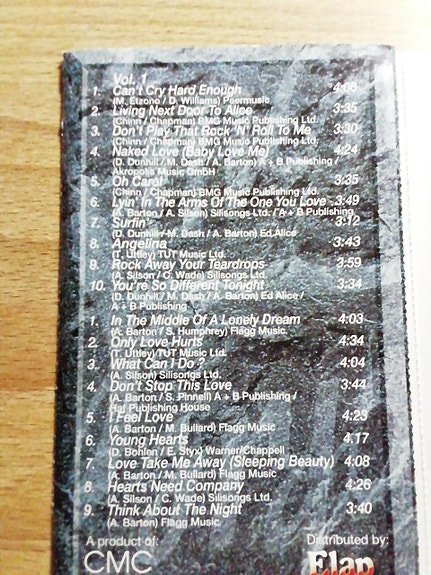 Vol. 1
1. Can't Cry Hard Enough 4:06
(M. Etzono / D. Williams) Peermusic
2. Living Next Door To Alice 3:35
(Chinn / Chapman) BMG Music Publishing Ltd.
3. Don't Play That Rock 'N' Roll To Me 3:30
(Chinn / Chapman) BMG Music Publishing Ltd.
4. Naked Love (Baby Love Me) 4:24
(D. Dunhill / M. Dash / A. Barton) A + B Publishing /
Akropolis Music GmbH
5. Oh Carol 3:35
(Chinn / Chapman) BMG Music Publishing Ltd.
6. Lyin' In The Arms Of The One You Love 3:49
(A. Barton / A. Silson) Silisongs Ltd. / A + B Publishing
7. Surfin' 3:12
(D. Dunhill / M. Dash / A. Barton) Ed Alice
8. Angelina 3:43
(T. Uttley) TUT Music Ltd.
9. Rock Away Your Teardrops 3:59
(A. Silson / C. Wade) Silisongs Ltd.
10. You're So Different Tonight 3:34
(D. Dunhill / M. Dash / A. Barton) Ed Alice /
A + B Publishing
1. In The Middle Of A Lonely Dream 4:03
(A. Barton / S. Humphrey) Flagg Music
2. Only Love Hurts 4:34
(T. Uttley) TUT Music Ltd.
3. What Can I Do ? 4:04
(A. Silson) Silisongs Ltd.
4. Don't Stop This Love 3:44
(A. Barton / S. Pinnell) A + B Publishing /
Hat Publishing House
5. I Feel Love 4:23
(A. Barton / M. Bullard) Flagg Music
6. Young Hearts 4.17
(D. Bohlen / E. Styx) Warner/Chappell
7. Love Take Me Away (Sleeping Beauty) 4:08
(A. Barton / M. Bullard) Flagg Music
8. Hearts Need Company 4:26
(A. Silson / C. Wade) Silisongs Ltd.
9. Think About The Night 3:40
(A. Barton) Flagg Music
A product of: Distributed by:
CMC Elap